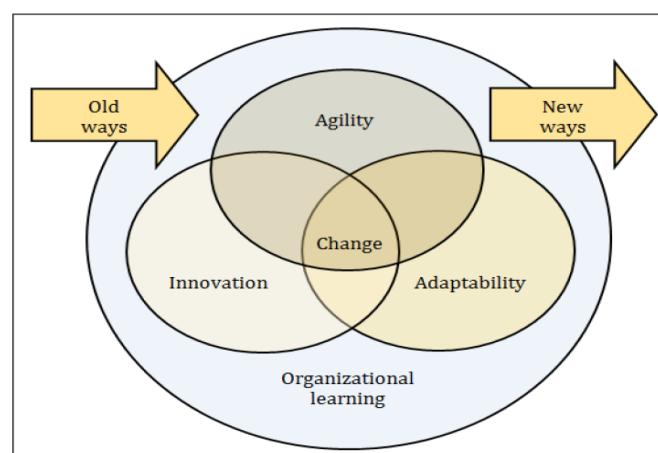 Old
ways
New
ways
Agility
Change
Innovation
Adaptability
Organizational
learning